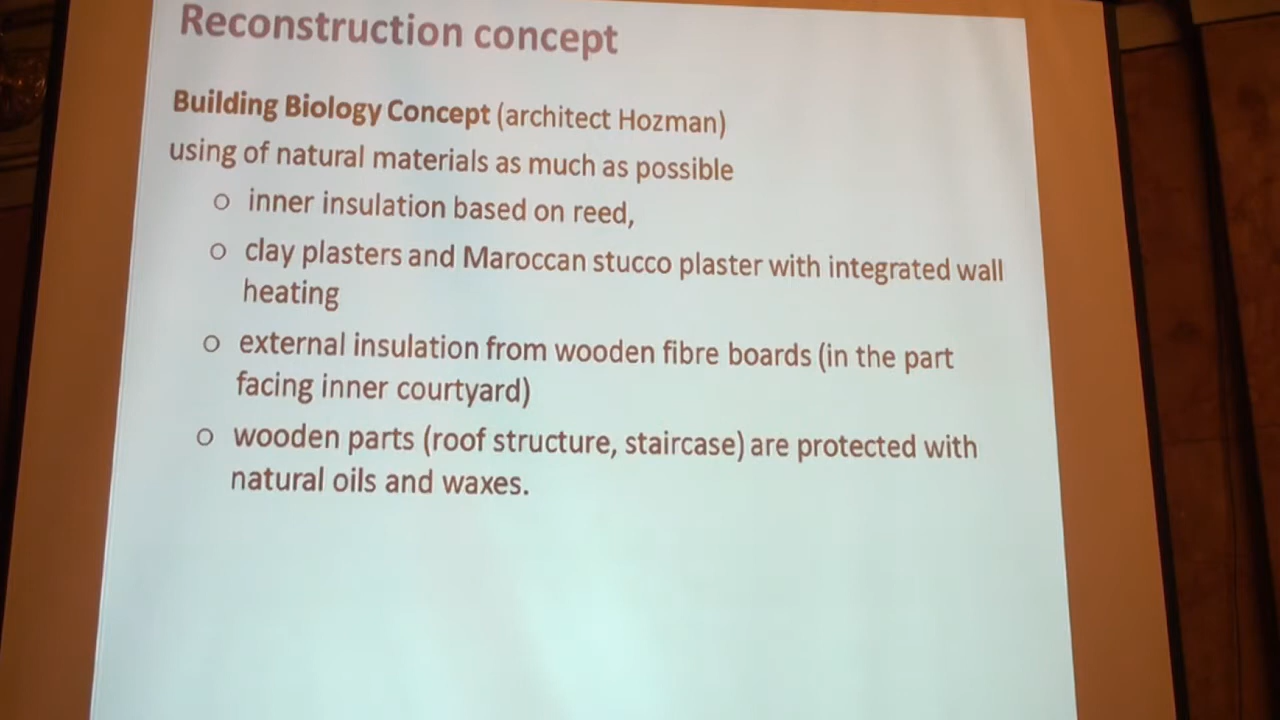 Reconstruction concept
Building Biology Concept (architect Hozman)
using of natural materials as much as possible
o inner insulation based on reed,
o clay plasters and Maroccan stucco plaster with integrated wall
heating
o external insulation from wooden fibre boards (in the part
facing inner courtyard)
o wooden parts (roof structure, staircase) are protected with
natural oils and waxes.